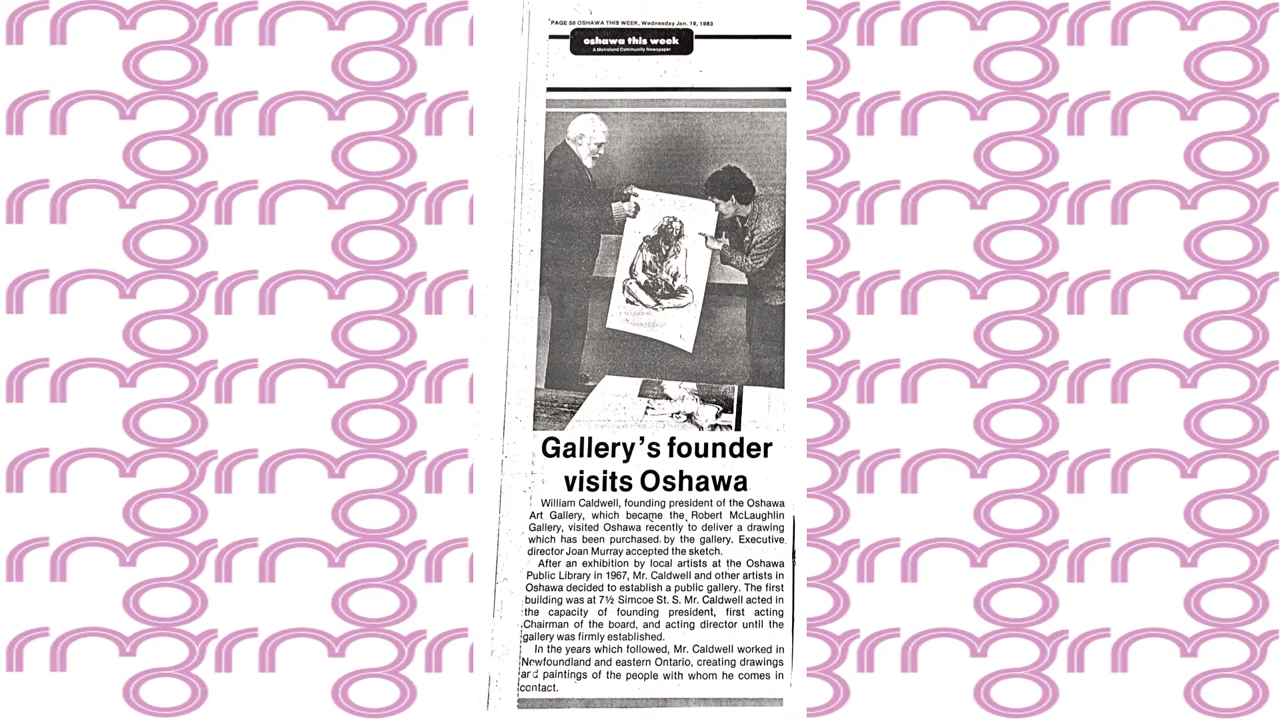 PAGE S8 OSHAWA THIS WEEK, Wednesday Jan. 19, 1983
oshawa this week
A Metroland Community Newspaper
Gallery's founder
visits Oshawa
William Caldwell, founding president of the Oshawa
Art Gallery, which became the Robert McLaughlin
Gallery, visited Oshawa recently to deliver a drawing
which has been purchased by the gallery. Executive
director Joan Murray accepted the sketch.
After an exhibition by local artists at the Oshawa
Public Library in 1967, Mr. Caldwell and other artists in
Oshawa decided to establish a public gallery. The first
building was at 7½ Simcoe St. S. Mr. Caldwell acted in
the capacity of founding president, first acting
Chairman of the board, and acting director until the
gallery was firmly established.
In the years which followed, Mr. Caldwell worked in
Newfoundland and eastern Ontario, creating drawings
and paintings of the people with whom he comes in
contact.